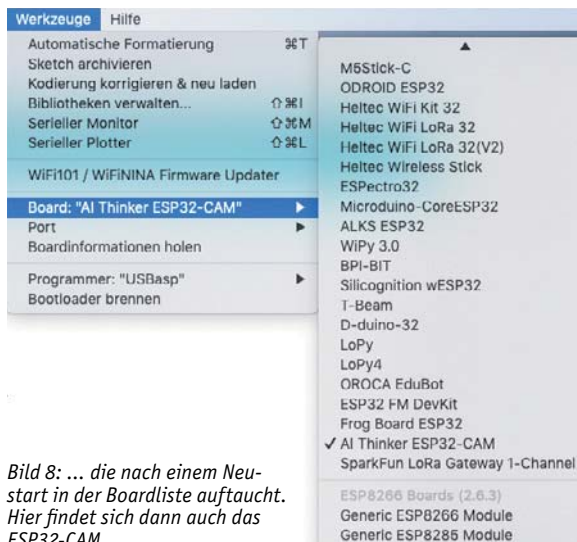 Werkzeuge Hilfe
Automatische Formatierung ⌘T
Sketch archivieren
Kodierung korrigieren & neu laden
Bibliotheken verwalten... ⇧⌘I
Serieller Monitor ⇧⌘M
Serieller Plotter ⇧⌘L
WiFi101 / WiFiNINA Firmware Updater
Board: "AI Thinker ESP32-CAM" ▶
Port ▶
Boardinformationen holen
Programmer: "USBasp" ▶
Bootloader brennen
▲
M5Stick-C
ODROID ESP32
Heltec WiFi Kit 32
Heltec WiFi LoRa 32
Heltec WiFi LoRa 32(V2)
Heltec Wireless Stick
ESPectro32
Microduino-CoreESP32
ALKS ESP32
WiPy 3.0
BPI-BIT
Silicognition wESP32
T-Beam
D-duino-32
LoPy
LoPy4
OROCA EduBot
ESP32 FM DevKit
Frog Board ESP32
✓ AI Thinker ESP32-CAM
SparkFun LoRa Gateway 1-Channel
ESP8266 Boards (2.6.3)
Generic ESP8266 Module
Generic ESP8285 Module
Bild 8: ... die nach einem Neu-
start in der Boardliste auftaucht.
Hier findet sich dann auch das
ESP32-CAM